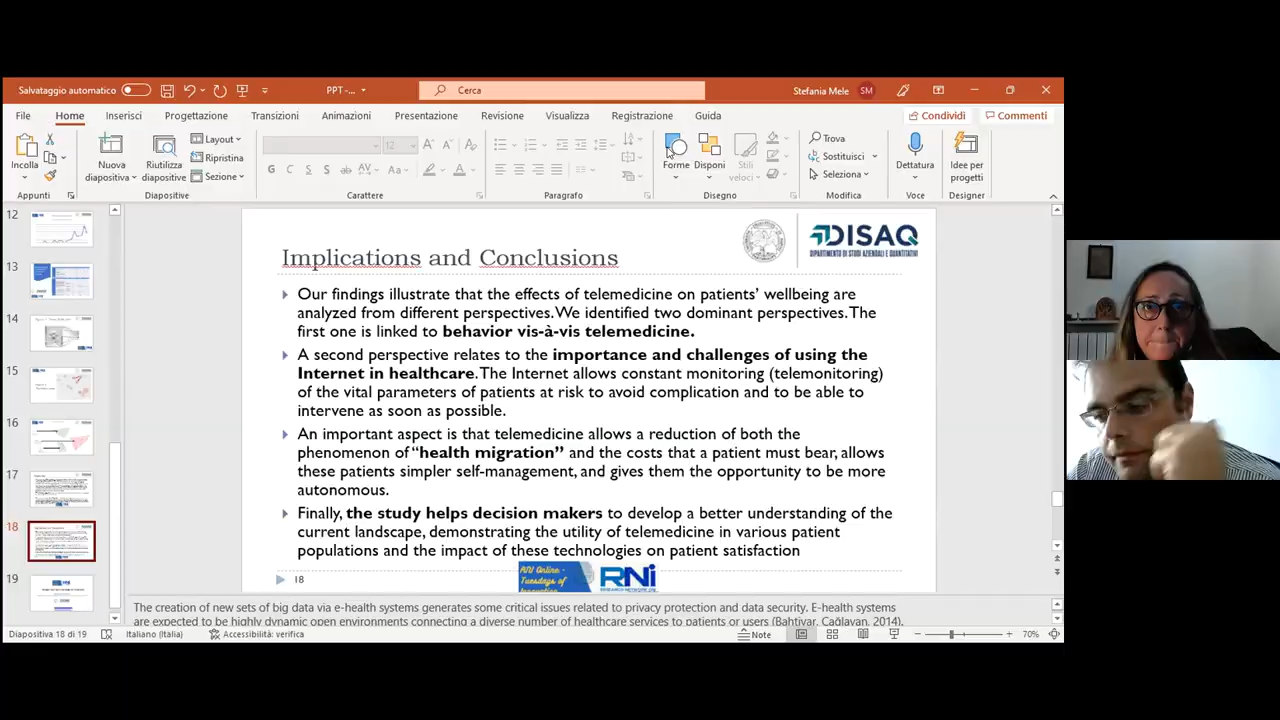 Salvataggio automatico
PPT-...
Cerca
Stefania Mele
SM
File
Home
Inserisci
Progettazione
Transizioni
Animazioni
Presentazione
Revisione
Visualizza
Registrazione
Guida
Condividi
Commenti
Incolla
Nuova
diapositiva
Riutilizza
diapositive
Layout
Ripristina
Sezione
12
G C S S ab AV Aa
Forme
Disponi
Stili
veloci
Trova
Sostituisci
Seleziona
Dettatura
Idee per
progetti
Appunti
Diapositive
Carattere
Paragrafo
Disegno
Modifica
Voce
Designer
12
13
14
15
16
17
18
19
DISAQ
DIPARTIMENTO DI STUDI AZIENDALI E QUANTITATIVI
Implications and Conclusions
Our findings illustrate that the effects of telemedicine on patients’ wellbeing are
analyzed from different perspectives. We identified two dominant perspectives. The
first one is linked to behavior vis-à-vis telemedicine.
A second perspective relates to the importance and challenges of using the
Internet in healthcare. The Internet allows constant monitoring (telemonitoring)
of the vital parameters of patients at risk to avoid complication and to be able to
intervene as soon as possible.
An important aspect is that telemedicine allows a reduction of both the
phenomenon of “health migration” and the costs that a patient must bear, allows
these patients simpler self-management, and gives them the opportunity to be more
autonomous.
Finally, the study helps decision makers to develop a better understanding of the
current landscape, demonstrating the utility of telemedicine in various patient
populations and the impact of these technologies on patient satisfaction
18
RNI Online -
Tuesdays of
RNi
The creation of new sets of big data via e-health systems generates some critical issues related to privacy protection and data security. E-health systems
are expected to be highly dynamic open environments connecting a diverse number of healthcare services to patients or users (Bahtiyar, Cağlayan, 2014).
Diapositiva 18 di 19
Italiano (Italia)
Accessibilità: verifica
Note
70%